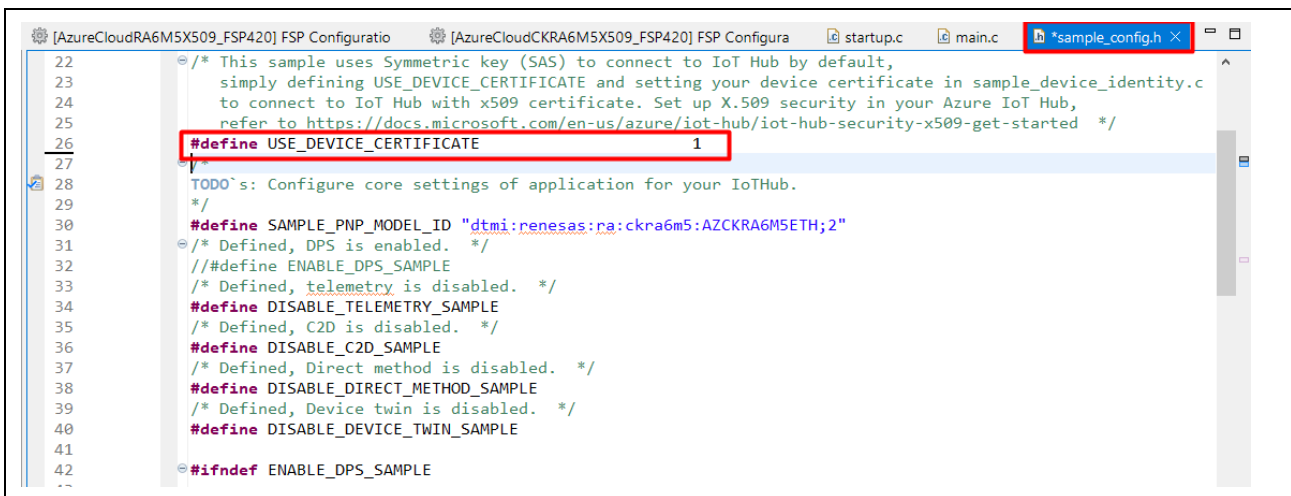 [AzureCloudRA6M5X509_FSP420] FSP Configuratio [AzureCloudCKRA6M5X509_FSP420] FSP Configura startup.c main.c *sample_config.h
22 /* This sample uses Symmetric key (SAS) to connect to IoT Hub by default,
23 simply defining USE_DEVICE_CERTIFICATE and setting your device certificate in sample_device_identity.c
24 to connect to IoT Hub with x509 certificate. Set up X.509 security in your Azure IoT Hub,
25 refer to https://docs.microsoft.com/en-us/azure/iot-hub/iot-hub-security-x509-get-started */
26 #define USE_DEVICE_CERTIFICATE 1
27 /*
28 TODO`s: Configure core settings of application for your IoTHub.
29 */
30 #define SAMPLE_PNP_MODEL_ID "dtmi:renesas:ra:ckra6m5:AZCKRA6M5ETH;2"
31 /* Defined, DPS is enabled. */
32 //#define ENABLE_DPS_SAMPLE
33 /* Defined, telemetry is disabled. */
34 #define DISABLE_TELEMETRY_SAMPLE
35 /* Defined, C2D is disabled. */
36 #define DISABLE_C2D_SAMPLE
37 /* Defined, Direct method is disabled. */
38 #define DISABLE_DIRECT_METHOD_SAMPLE
39 /* Defined, Device twin is disabled. */
40 #define DISABLE_DEVICE_TWIN_SAMPLE
41
42 #ifndef ENABLE_DPS_SAMPLE